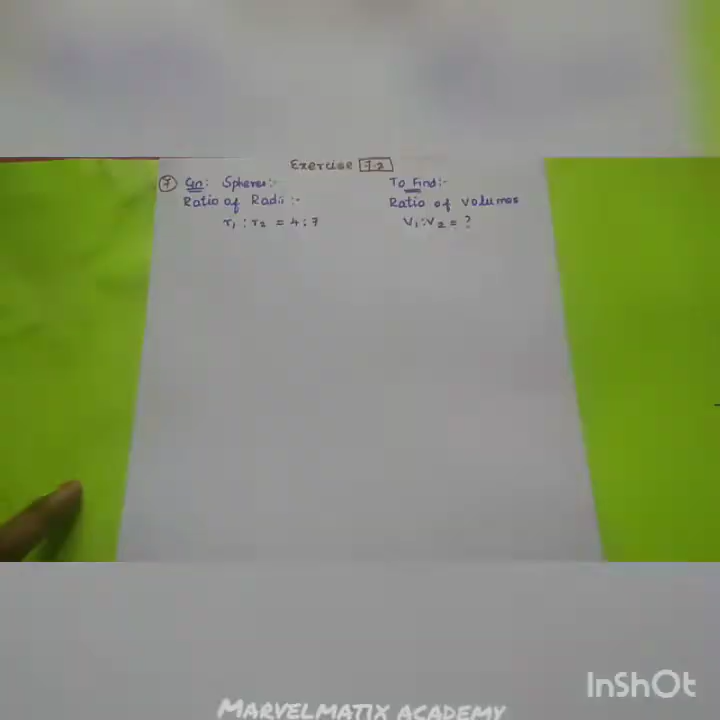 Exercise 7.2
7 Gn: Spheres:-
Ratio of Radii :-
r₁ : r₂ = 4 : 7
To Find:-
Ratio of Volumes
V₁ : V₂ = ?
InShOt
MARVELMATIX ACADEMY